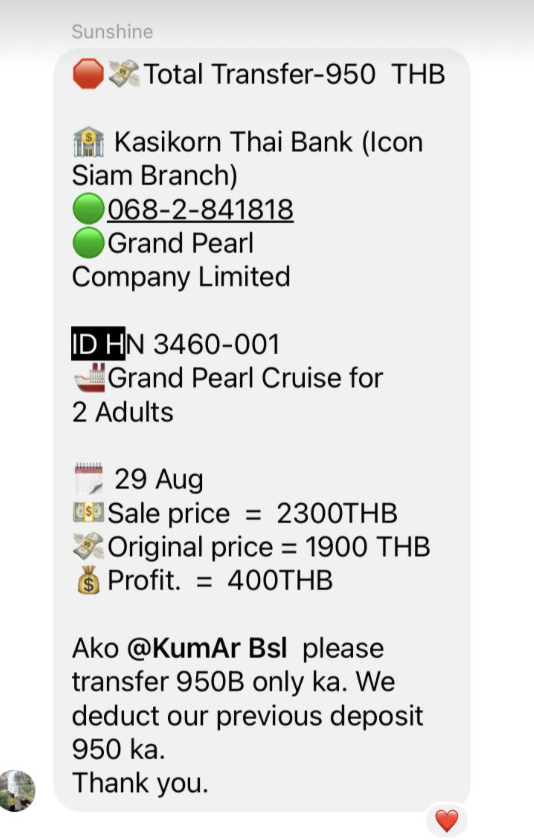 Sunshine
🛑💸Total Transfer-950 THB
🏦 Kasikorn Thai Bank (Icon
Siam Branch)
🟢068-2-841818
🟢Grand Pearl
Company Limited
ID HN 3460-001
🚢Grand Pearl Cruise for
2 Adults
🗓 29 Aug
💵Sale price = 2300THB
💸Original price = 1900 THB
💰Profit. = 400THB
Ako @KumAr Bsl please
transfer 950B only ka. We
deduct our previous deposit
950 ka.
Thank you.